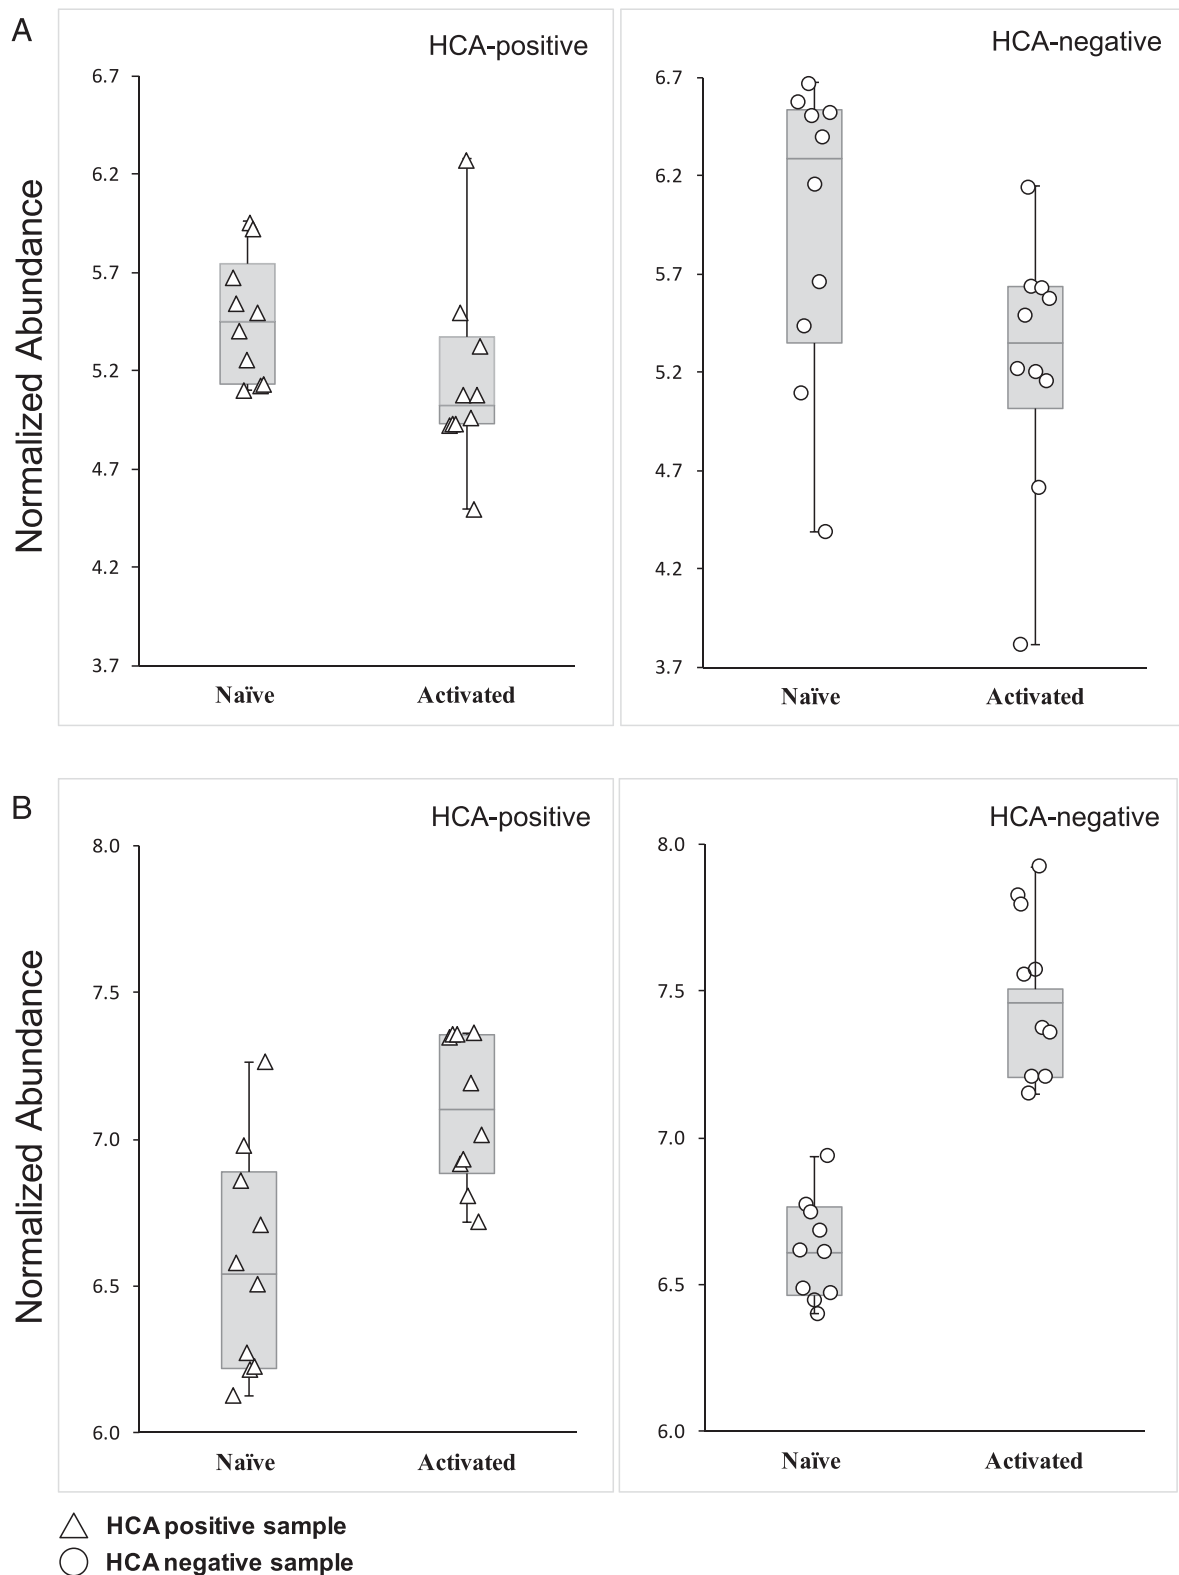 A
HCA-positive
Normalized Abundance
6.7
6.2
5.7
5.2
4.7
4.2
3.7
Naïve Activated
HCA-negative
6.7
6.2
5.7
5.2
4.7
4.2
3.7
Naïve Activated
B
HCA-positive
Normalized Abundance
8.0
7.5
7.0
6.5
6.0
Naïve Activated
HCA-negative
8.0
7.5
7.0
6.5
6.0
Naïve Activated
HCA positive sample
HCA negative sample